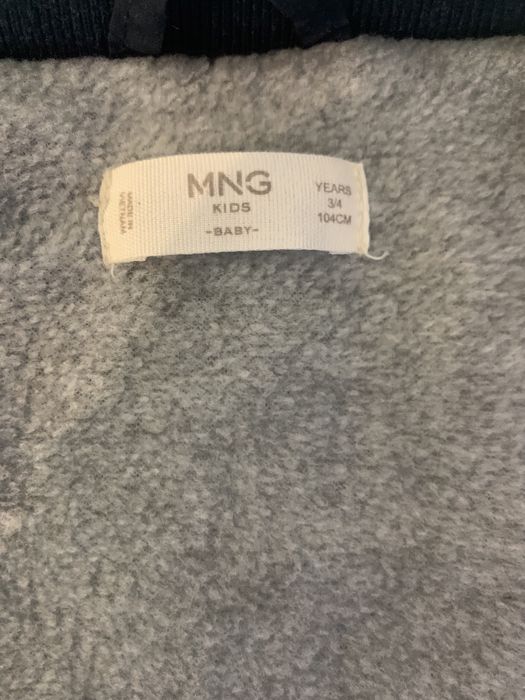 MNG
KIDS
-BABY-
YEARS
3/4
104CM
MADE IN
VIETNAM